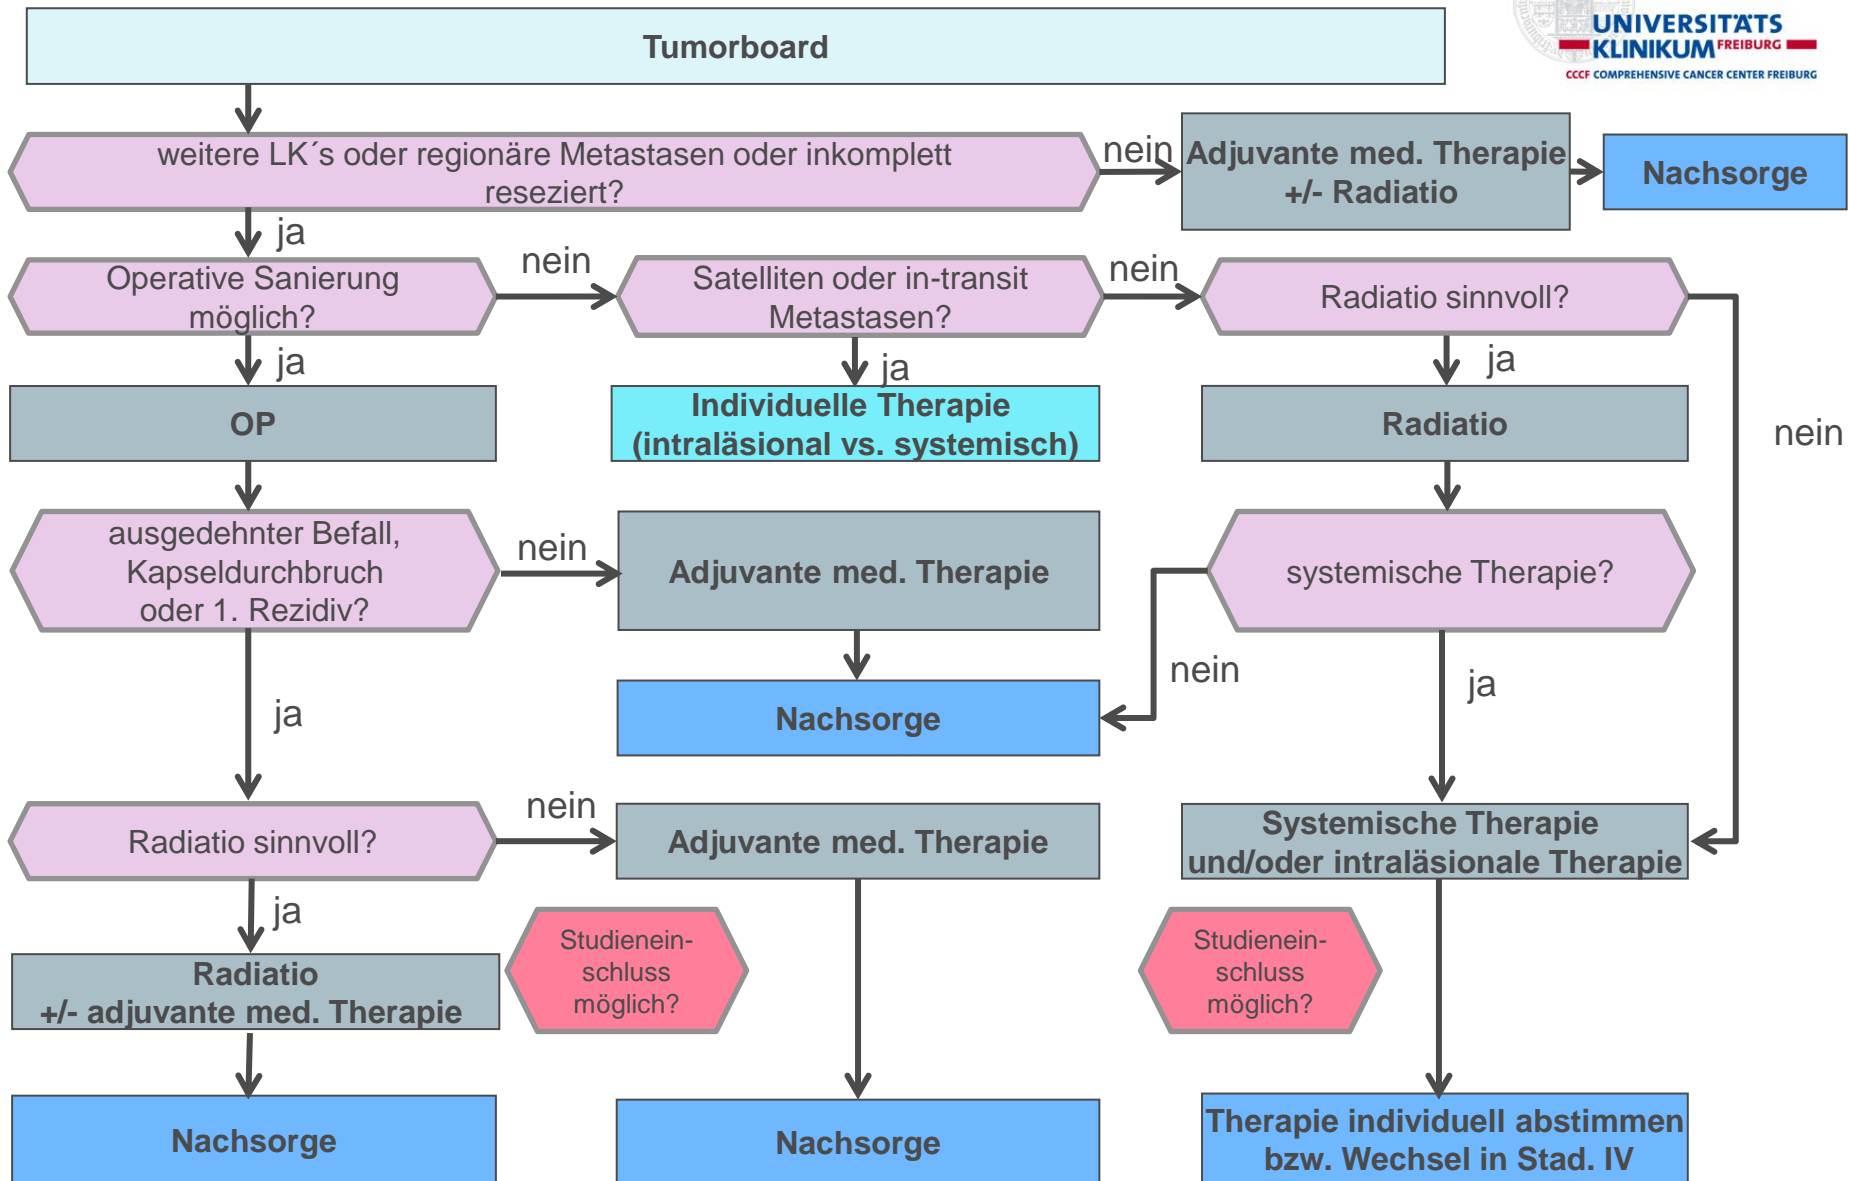 Tumorboard
UNIVERSITÄTS
KLINIKUM FREIBURG
CCCF COMPREHENSIVE CANCER CENTER FREIBURG
weitere LK´s oder regionäre Metastasen oder inkomplett
reseziert?
nein
Adjuvante med. Therapie
+/- Radiatio
Nachsorge
ja
Operative Sanierung
möglich?
nein
Satelliten oder in-transit
Metastasen?
nein
Radiatio sinnvoll?
ja
ja
ja
nein
OP
Individuelle Therapie
(intraläsional vs. systemisch)
Radiatio
ausgedehnter Befall,
Kapseldurchbruch
oder 1. Rezidiv?
nein
Adjuvante med. Therapie
systemische Therapie?
nein
ja
ja
Nachsorge
Radiatio sinnvoll?
nein
Adjuvante med. Therapie
Systemische Therapie
und/oder intraläsionale Therapie
ja
Studienein-
schluss
möglich?
Studienein-
schluss
möglich?
Radiatio
+/- adjuvante med. Therapie
Nachsorge
Nachsorge
Therapie individuell abstimmen
bzw. Wechsel in Stad. IV